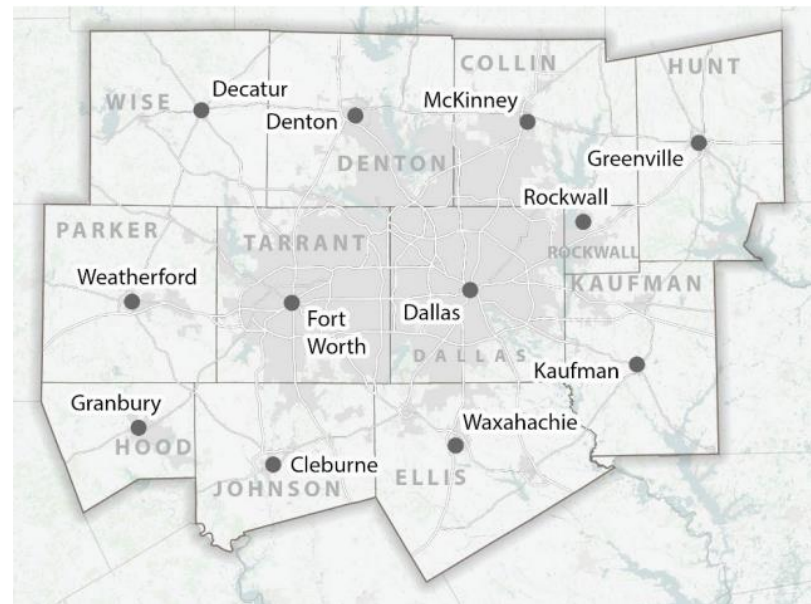 COLLIN
HUNT
Decatur
WISE
McKinney
Denton
Greenville
DENTON
Rockwall
PARKER
TARRANT
ROCKWALL
Weatherford
KAUFMAN
Fort
Worth
Dallas
DALLAS
Kaufman
Granbury
Waxahachie
HOOD
Cleburne
ELLIS
JOHNSON